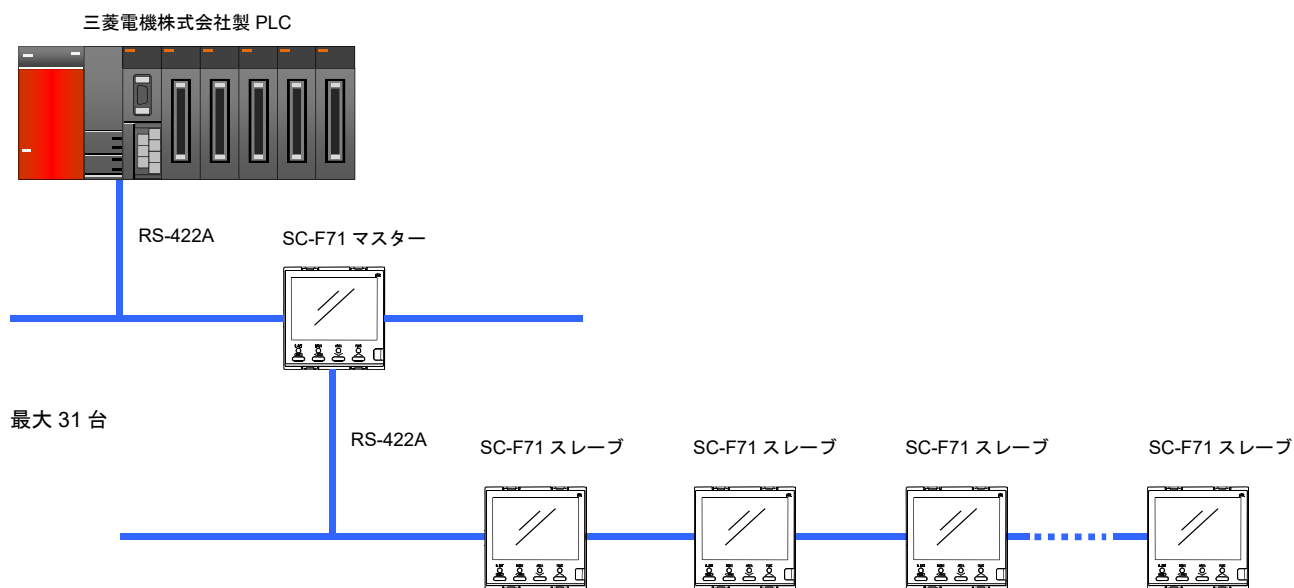 三菱電機株式会社製 PLC
RS-422A
SC-F71 マスター
最大 31 台
RS-422A
SC-F71 スレーブ
SC-F71 スレーブ
SC-F71 スレーブ
SC-F71 スレーブ